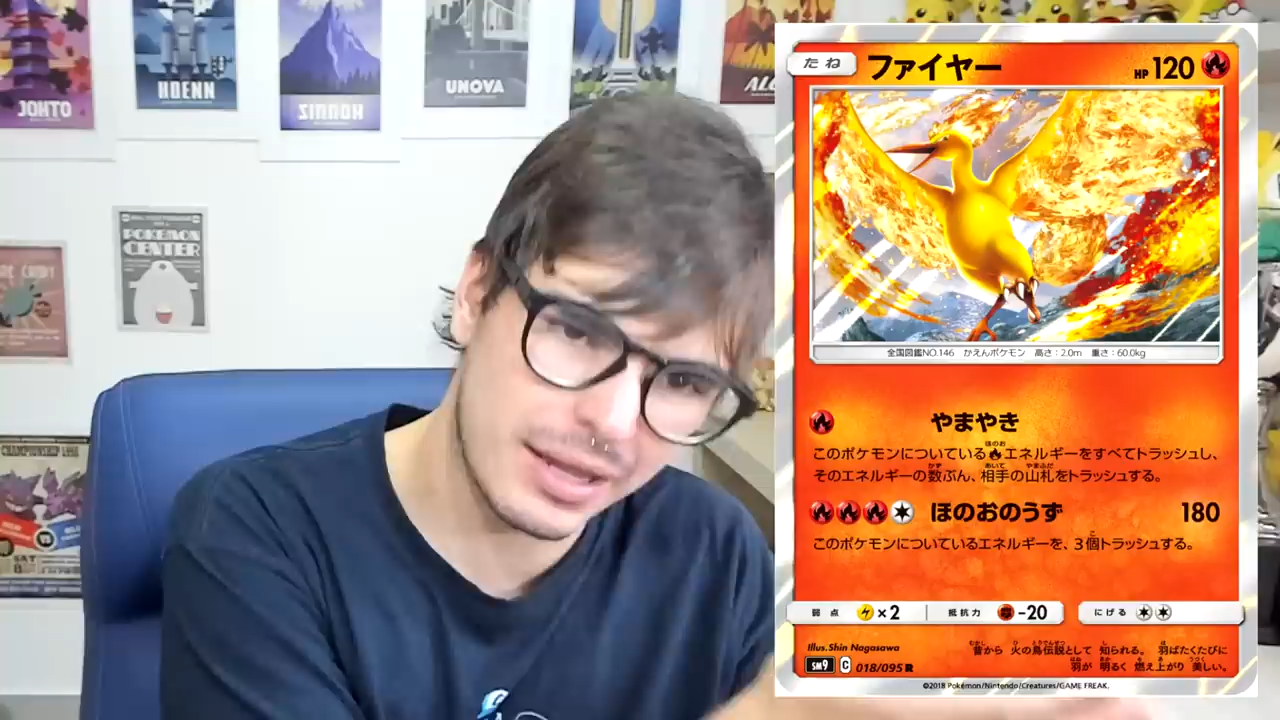 JOHTO
HOENN
SINNOH
UNOVA
POKEMON
CENTER
CHAMPIONSHIP 1996
VS
SAT
8
たね ファイヤー HP 120
全国図鑑NO.146 かえんポケモン 高さ：2.0m 重さ：60.0kg
やまやき
このポケモンについている エネルギーをすべてトラッシュし、
そのエネルギーの数ぶん、相手の山札をトラッシュする。
ほのおのうず 180
このポケモンについているエネルギーを、3個トラッシュする。
弱点 ×2 抵抗力 -20 にげる
Illus.Shin Nagasawa
SM9 C 018/095 R
昔から 火の鳥伝説として 知られる。 羽ばたくたびに
羽が 明るく 燃え上がり 美しい。
©2018 Pokémon/Nintendo/Creatures/GAME FREAK.